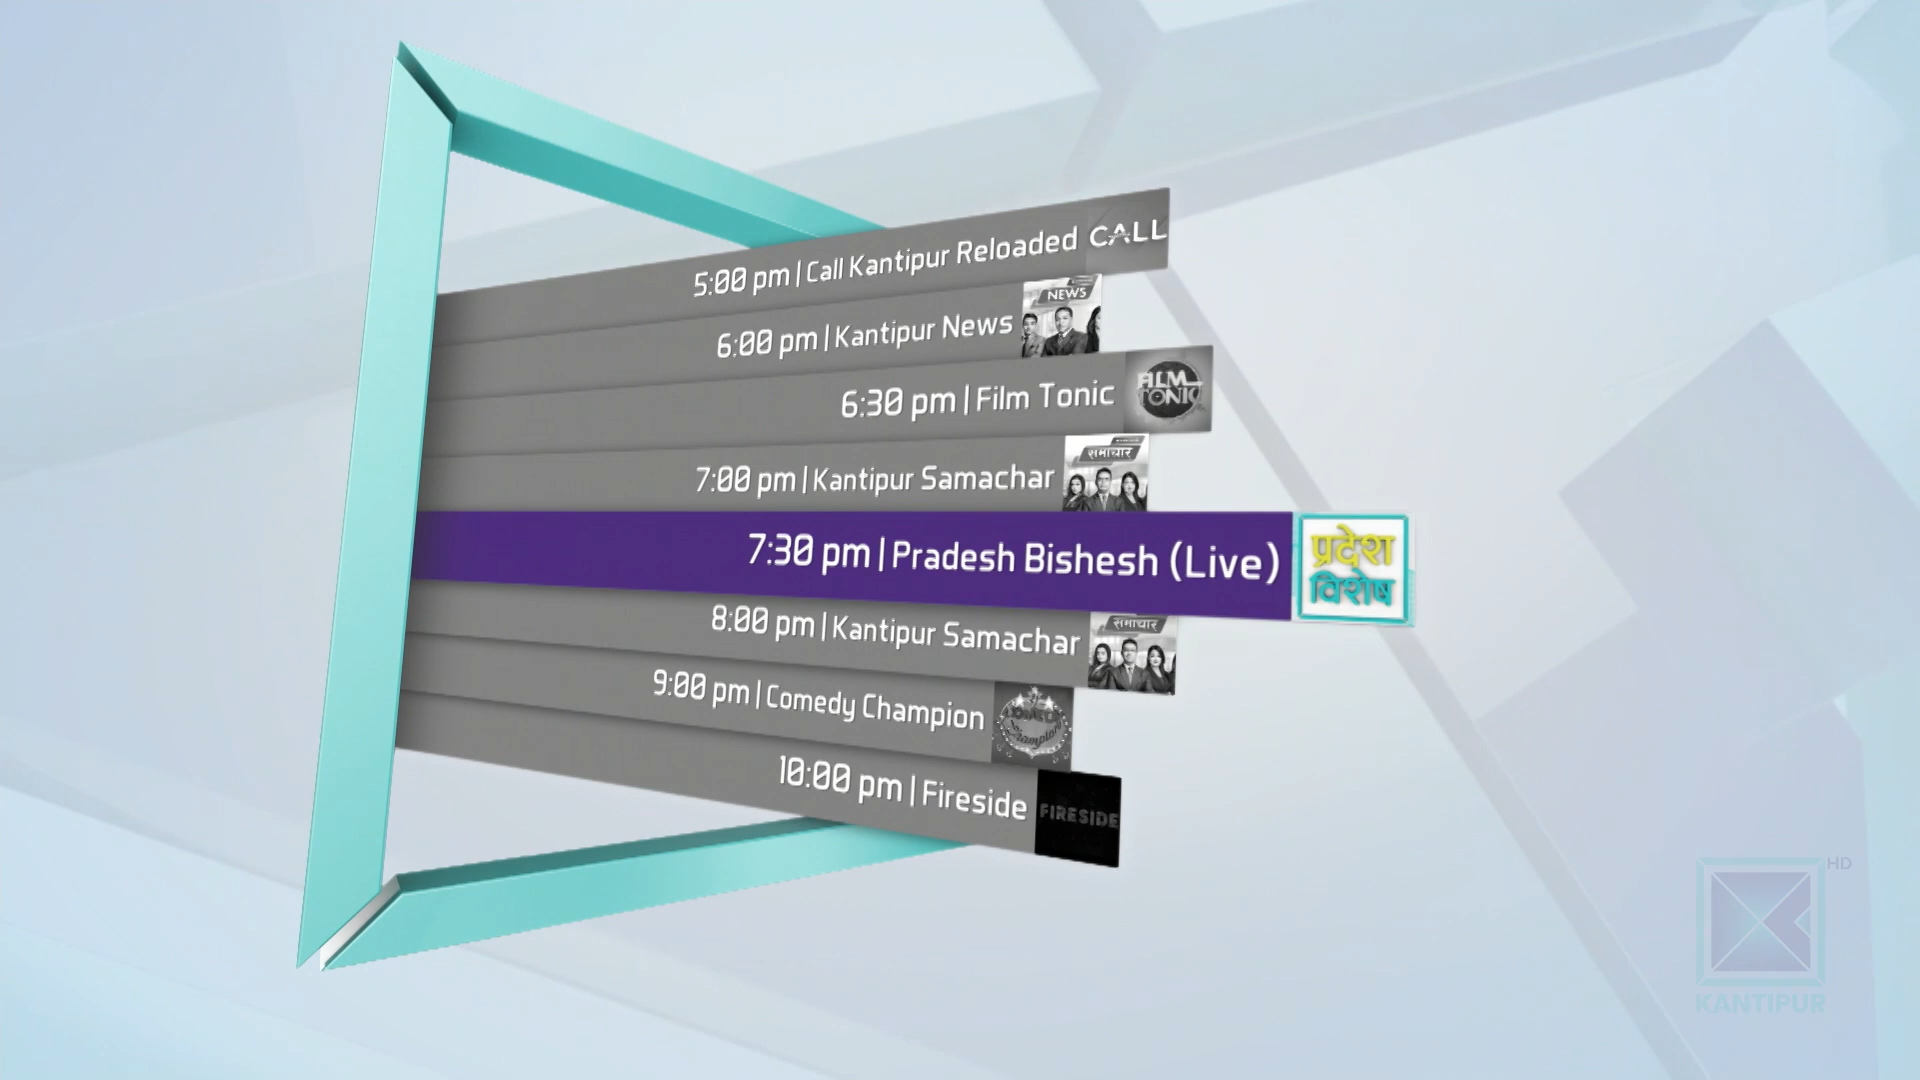 5:00 pm | Call Kantipur Reloaded CALL
NEWS
6:00 pm | Kantipur News
6:30 pm | Film Tonic FILM TONIC
समाचार
7:00 pm | Kantipur Samachar
7:30 pm | Pradesh Bishesh (Live) प्रदेश
विशेष
समाचार
8:00 pm | Kantipur Samachar
9:00 pm | Comedy Champion
Champion
10:00 pm | Fireside FIRESIDE
HD
KANTIPUR